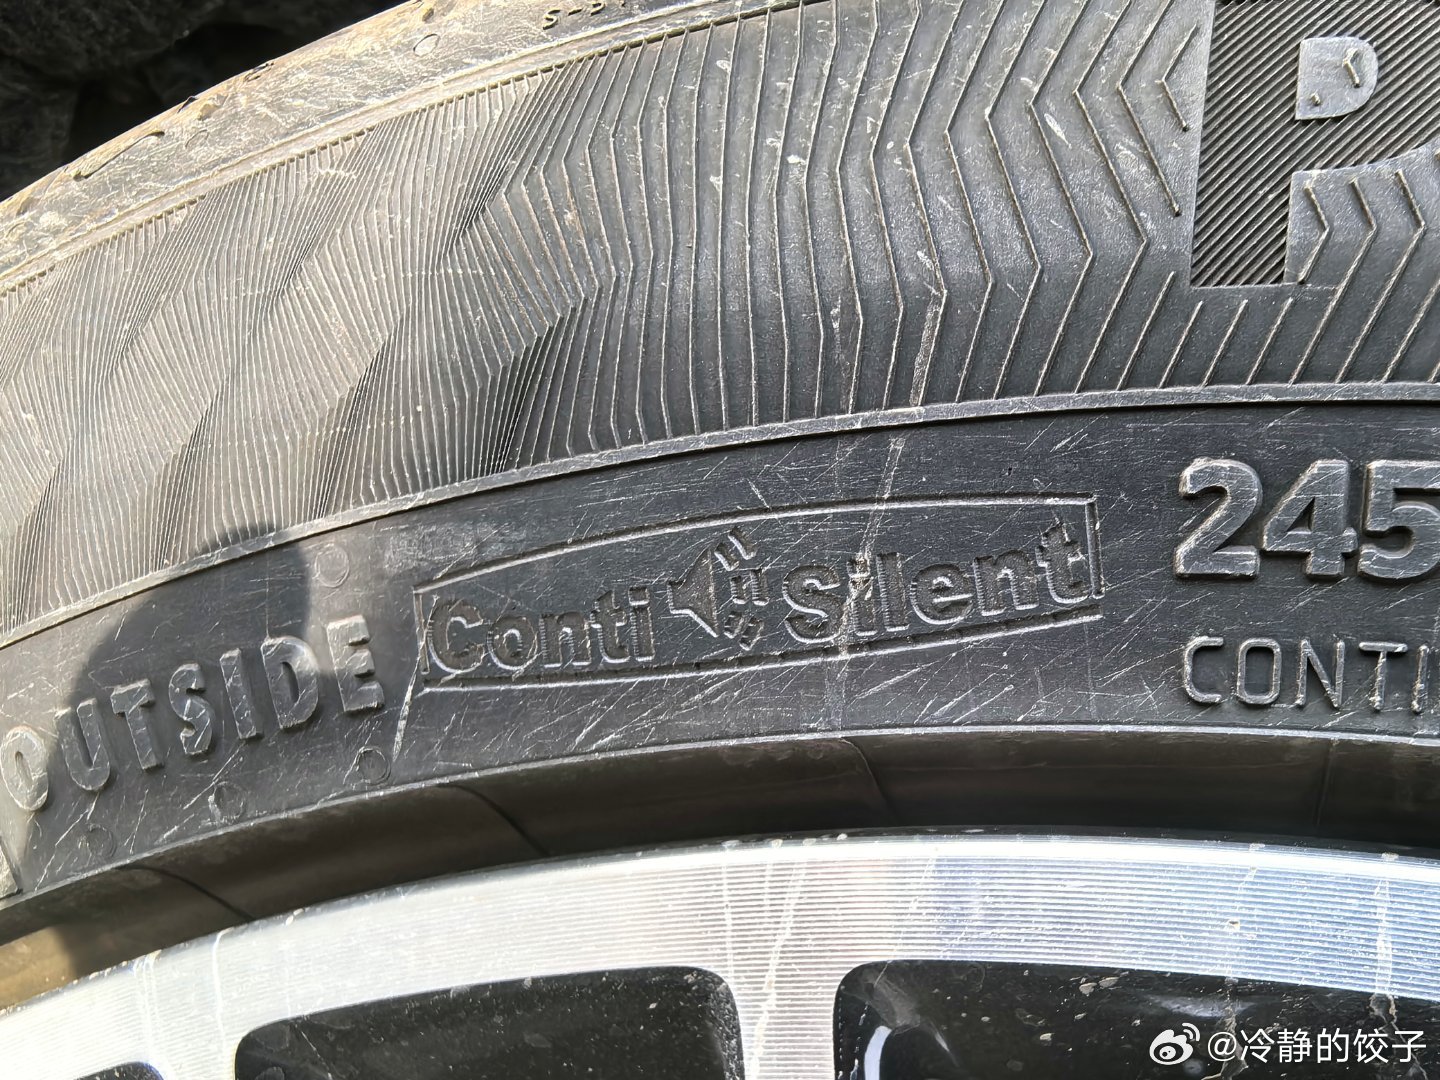 P
OUTSIDE
Conti Silent
245
CONTI
@冷静的饺子